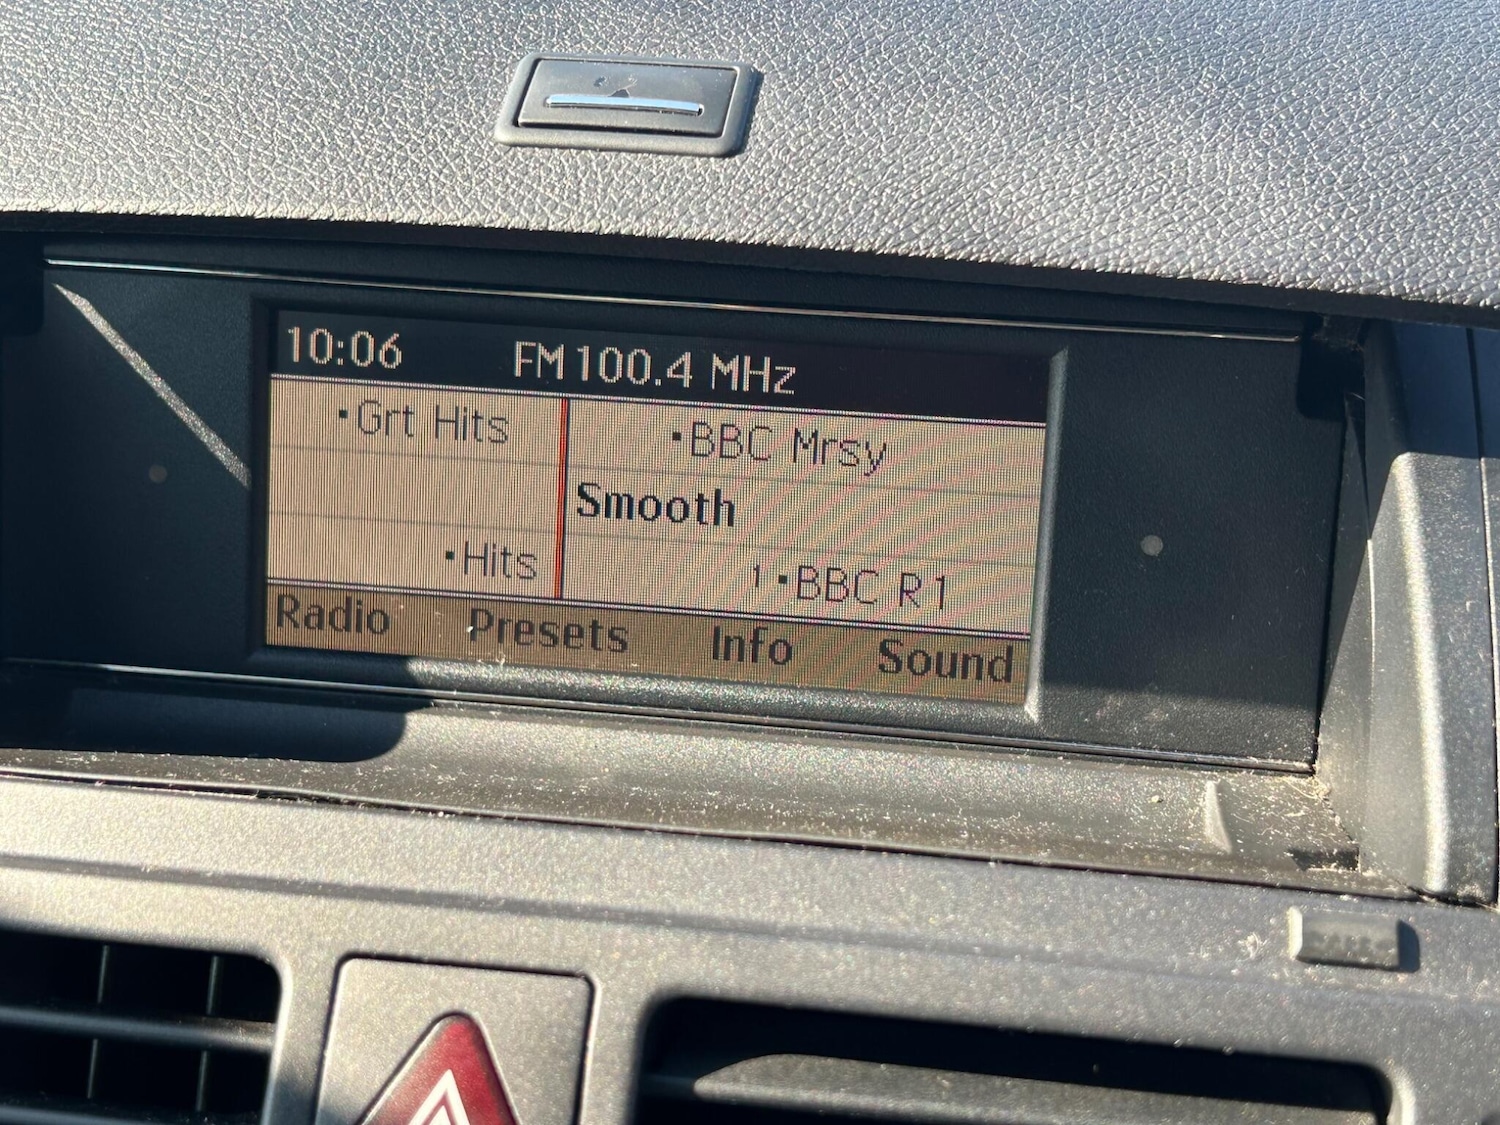 10:06 FM 100.4 MHz
Grt Hits
BBC Mrsy
Smooth
Hits
1 BBC R1
Radio Presets Info Sound